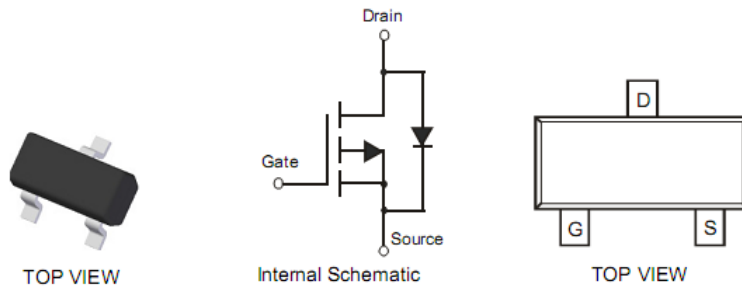 Drain
Gate
Source
D
G
S
TOP VIEW
Internal Schematic
TOP VIEW